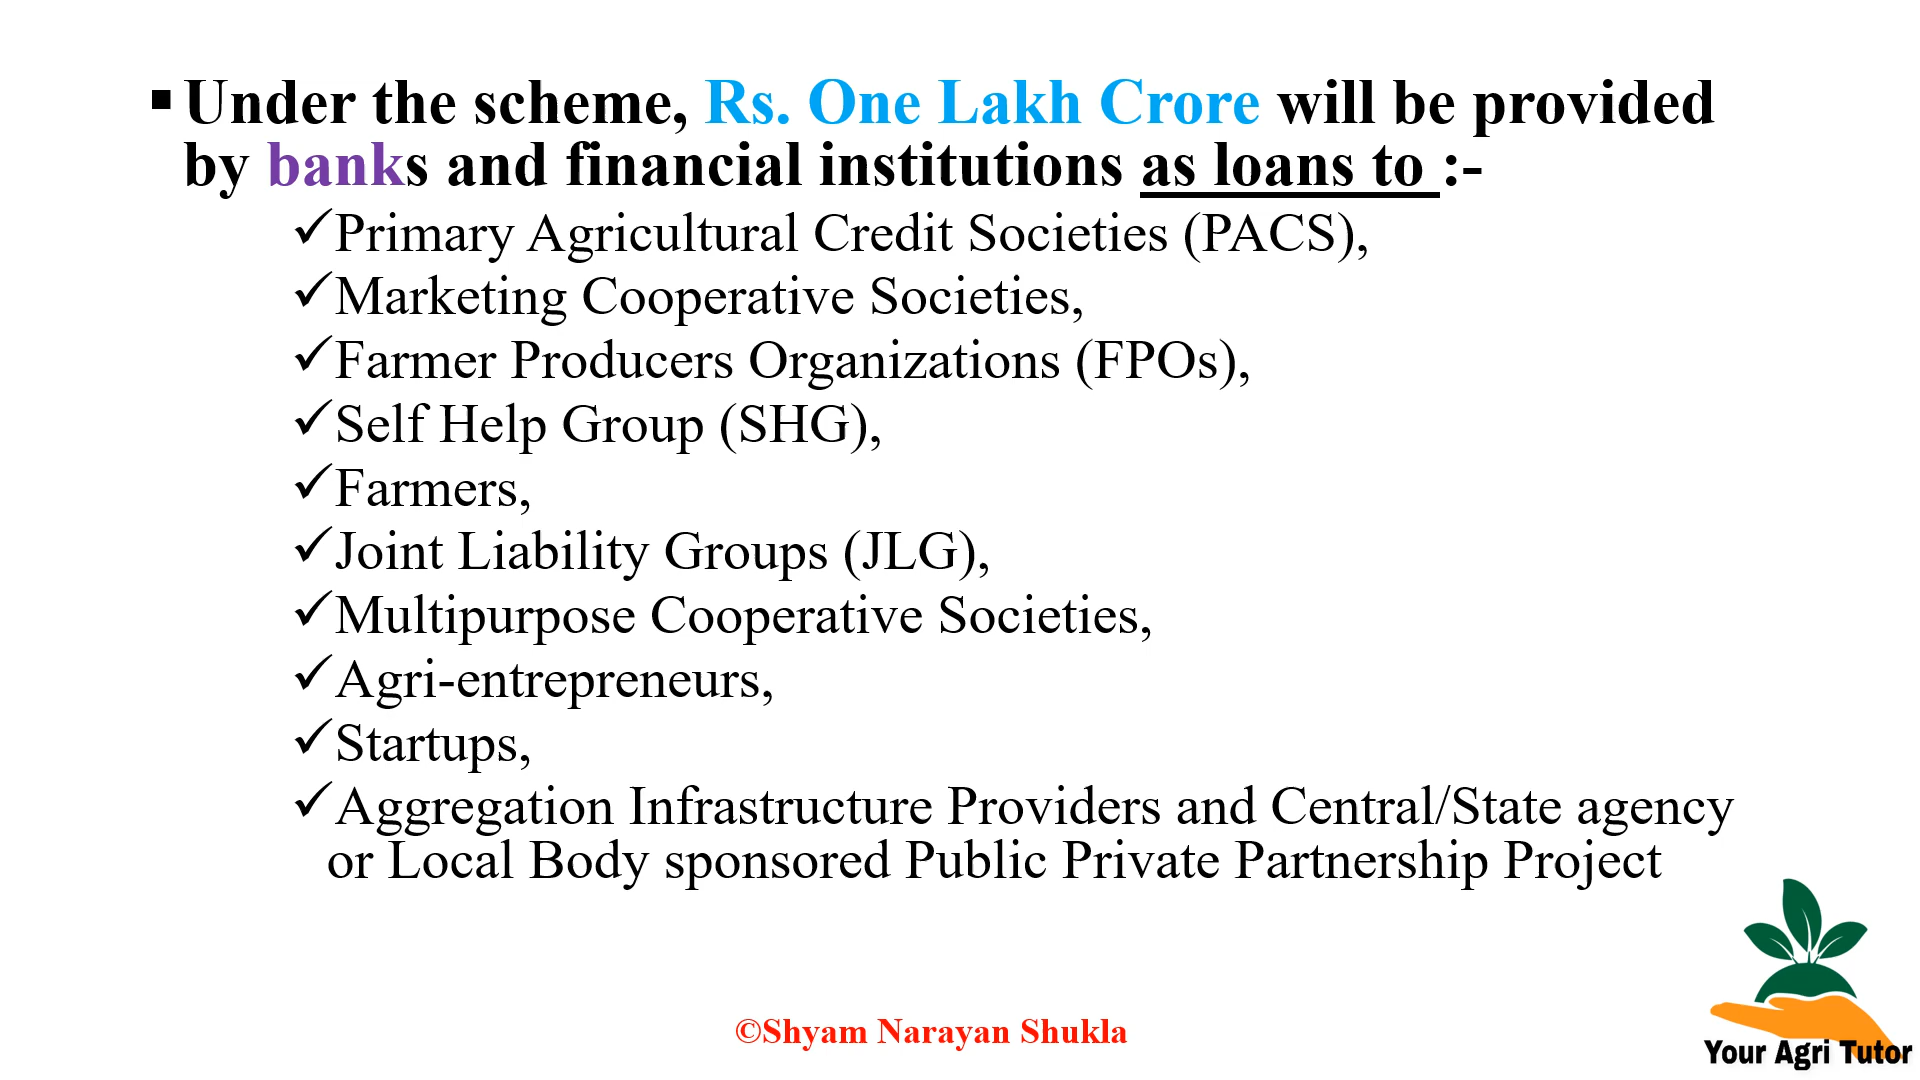 ▪Under the scheme, Rs. One Lakh Crore will be provided
by banks and financial institutions as loans to :-
✓Primary Agricultural Credit Societies (PACS),
✓Marketing Cooperative Societies,
✓Farmer Producers Organizations (FPOs),
✓Self Help Group (SHG),
✓Farmers,
✓Joint Liability Groups (JLG),
✓Multipurpose Cooperative Societies,
✓Agri-entrepreneurs,
✓Startups,
✓Aggregation Infrastructure Providers and Central/State agency
or Local Body sponsored Public Private Partnership Project
©Shyam Narayan Shukla
Your Agri Tutor